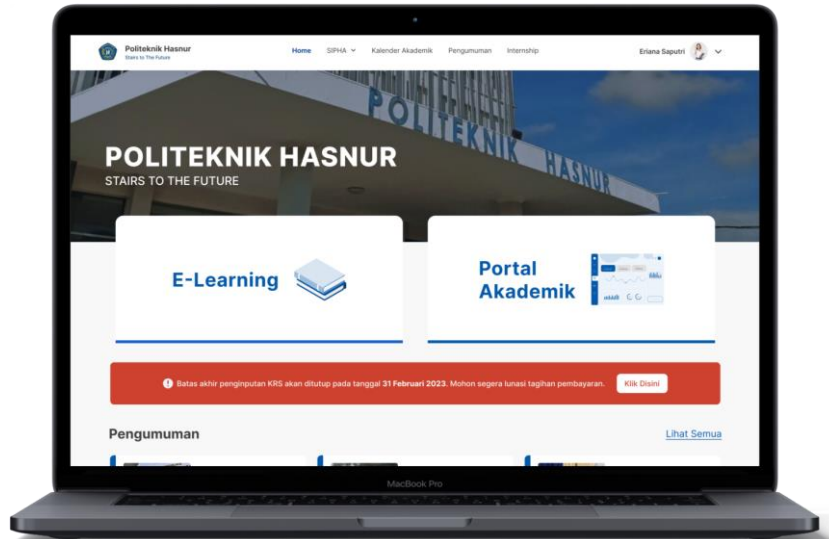 Politeknik Hasnur
Stairs to The Future
Home SIPHA Kalender Akademik Pengumuman Internship
Eriana Saputri
POLITEKNIK HASNUR
POLITEKNIK HASNUR
STAIRS TO THE FUTURE
E-Learning
Portal
Akademik
Batas akhir penginputan KRS akan ditutup pada tanggal 31 Februari 2023. Mohon segera lunasi tagihan pembayaran. Klik Disini
Pengumuman
Lihat Semua
MacBook Pro